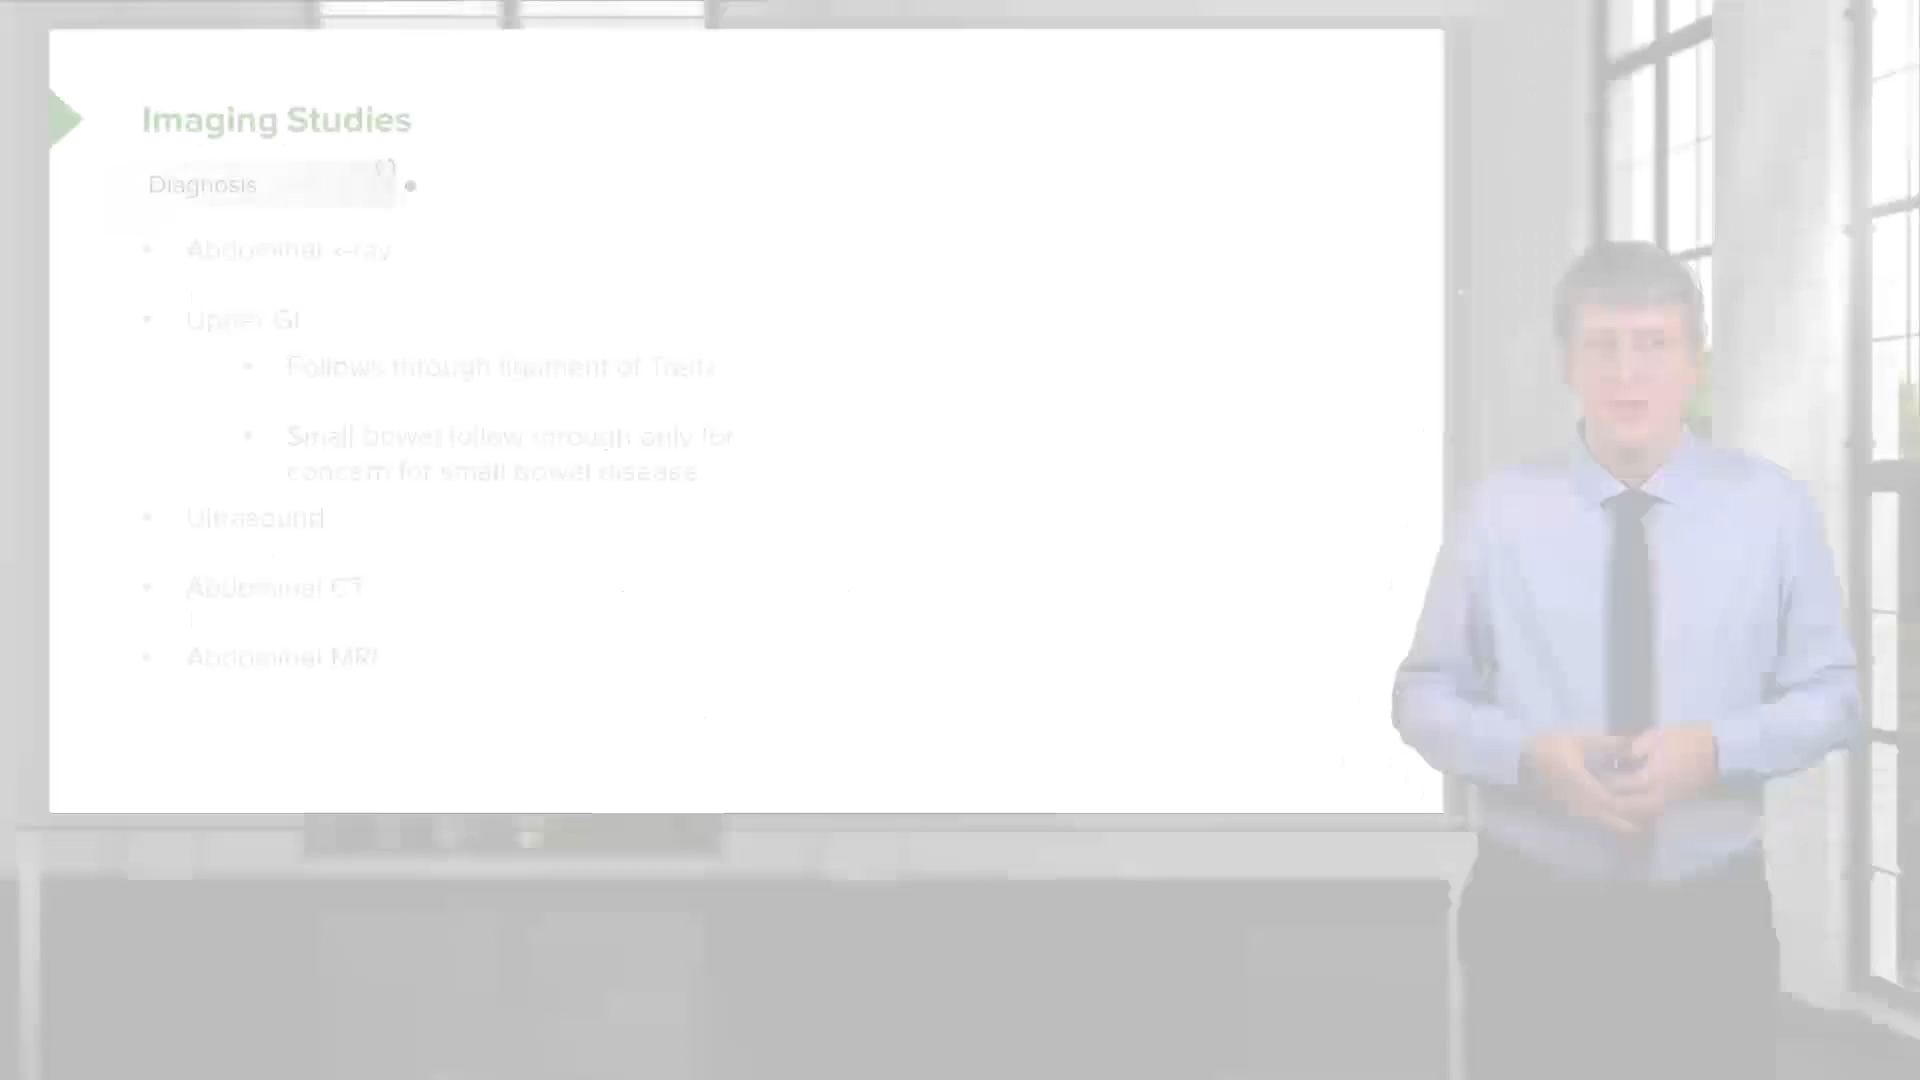 Imaging Studies
Diagnosis
Abdominal x-ray
Upper GI
Follows through ligament of Treitz
Small bowel follow through only for
concern for small bowel disease
Ultrasound
Abdominal CT
Abdominal MRI